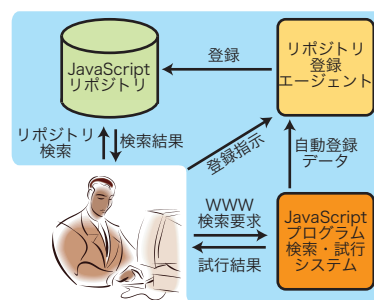 JavaScript
リポジトリ
登録
リポジトリ
登録
エージェント
リポジトリ
検索
検索結果
登録指示
自動登録
データ
WWW
検索要求
試行結果
JavaScript
プログラム
検索・試行
システム